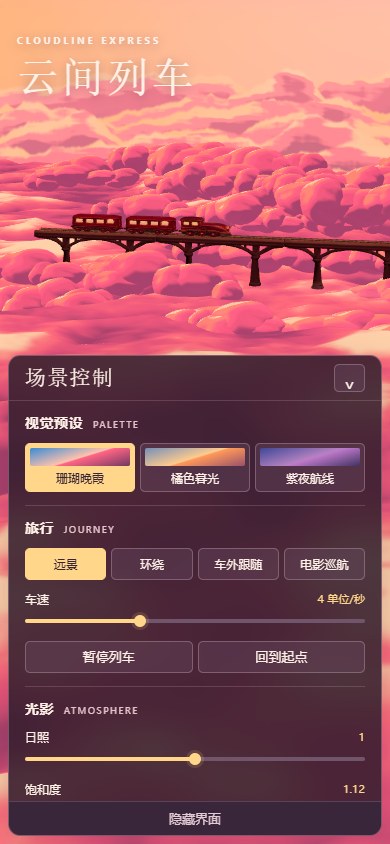 CLOUDLINE EXPRESS
云间列车
场景控制
视觉预设 PALETTE
珊瑚晚霞 橘色暮光 紫夜航线
旅行 JOURNEY
远景 环绕 车外跟随 电影巡航
车速 4 单位/秒
暂停列车 回到起点
光影 ATMOSPHERE
日照 1
饱和度 1.12
隐藏界面